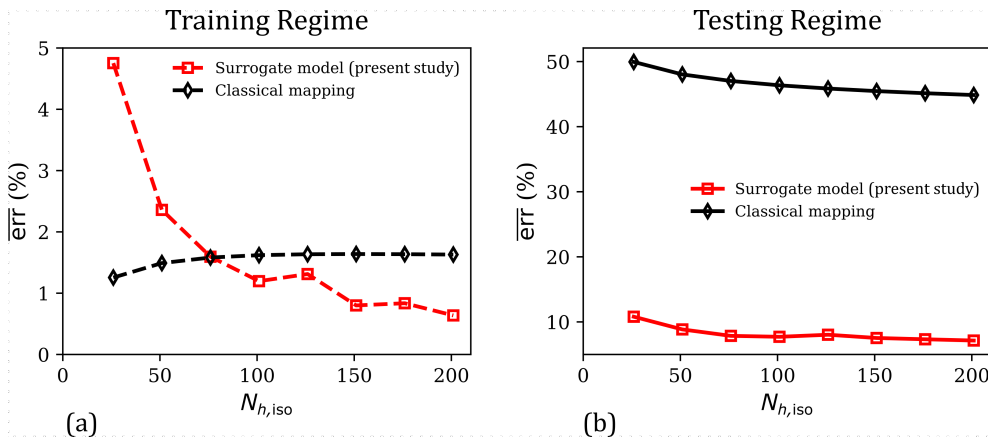 Training Regime
5
4
3
2
1
0
0
50
100
150
200
err (%)
N_h,iso
Surrogate model (present study)
Classical mapping
(a)
Testing Regime
50
40
30
20
10
0
50
100
150
200
err (%)
N_h,iso
Surrogate model (present study)
Classical mapping
(b)